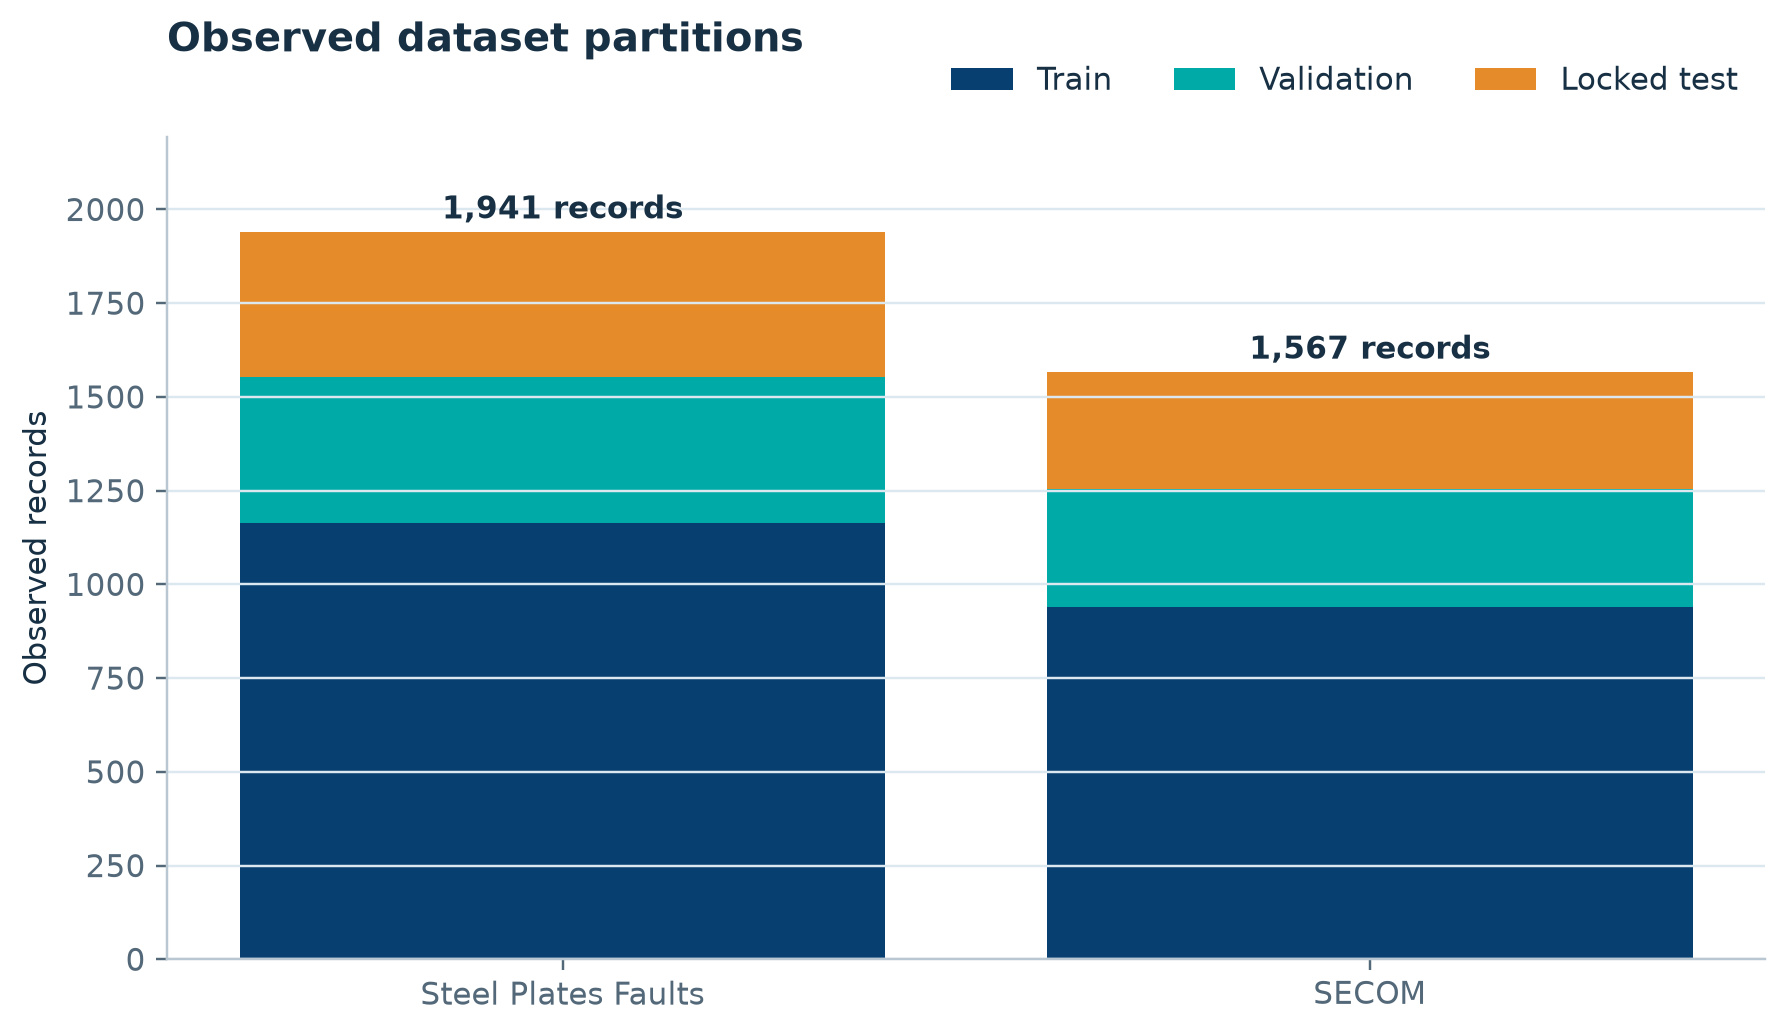 Observed dataset partitions
Train
Validation
Locked test
Observed records
2000
1750
1500
1250
1000
750
500
250
0
1,941 records
1,567 records
Steel Plates Faults
SECOM